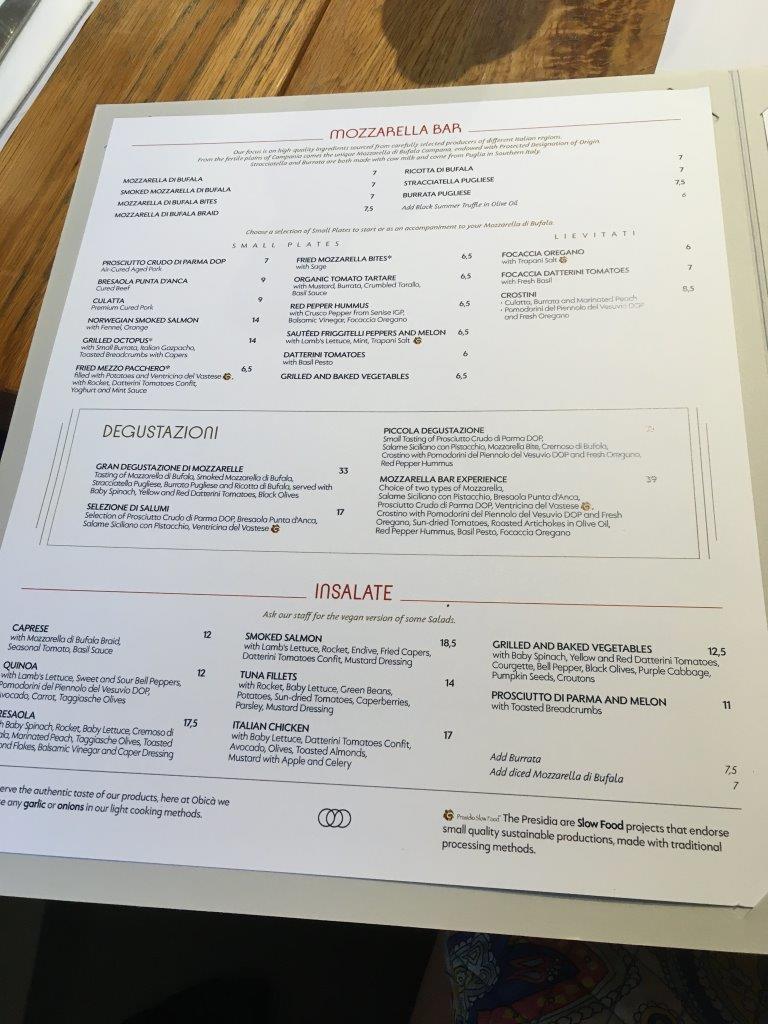 MOZZARELLA BAR
Our focus is on high quality ingredients sourced from carefully selected producers of different Italian regions.
From the fertile plains of Campania comes the unique Mozzarella di Bufala Campana, endowed with Protected Designation of Origin.
Stracciatella and Burrata are both made with cow milk and come from Puglia in Southern Italy.
MOZZARELLA DI BUFALA 7
SMOKED MOZZARELLA DI BUFALA 7
MOZZARELLA DI BUFALA BITES 7
MOZZARELLA DI BUFALA BRAID 7,5
RICOTTA DI BUFALA 7
STRACCIATELLA PUGLIESE 7
BURRATA PUGLIESE 7,5
Add Black Summer Truffle in Olive Oil 6
Choose a selection of Small Plates to start or as an accompaniment to your Mozzarella di Bufala.
SMALL PLATES
PROSCIUTTO CRUDO DI PARMA DOP 7
Air-Cured Aged Pork
BRESAOLA PUNTA D'ANCA 9
Cured Beef
CULATTA 9
Premium Cured Pork
NORWEGIAN SMOKED SALMON 14
with Fennel, Orange
GRILLED OCTOPUS* 14
with Small Burrata, Italian Gazpacho,
Toasted Breadcrumbs with Capers
FRIED MEZZO PACCHERO* 6,5
filled with Potatoes and Ventricina del Vastese ,
with Rocket, Datterini Tomatoes Confit,
Yoghurt and Mint Sauce
FRIED MOZZARELLA BITES* 6,5
with Sage
ORGANIC TOMATO TARTARE 6,5
with Mustard, Burrata, Crumbled Tarallo,
Basil Sauce
RED PEPPER HUMMUS 6,5
with Crusco Pepper from Senise IGP,
Balsamic Vinegar, Focaccia Oregano
SAUTÉED FRIGGITELLI PEPPERS AND MELON 6,5
with Lamb's Lettuce, Mint, Trapani Salt
DATTERINI TOMATOES 6
with Basil Pesto
GRILLED AND BAKED VEGETABLES 6,5
LIEVITATI
FOCACCIA OREGANO 6
with Trapani Salt
FOCACCIA DATTERINI TOMATOES 7
with Fresh Basil
CROSTINI 8,5
• Culatta, Burrata and Marinated Peach
• Pomodorini del Piennolo del Vesuvio DOP
and Fresh Oregano
DEGUSTAZIONI
GRAN DEGUSTAZIONE DI MOZZARELLE 33
Tasting of Mozzarella di Bufala, Smoked Mozzarella di Bufala,
Stracciatella Pugliese, Burrata Pugliese and Ricotta di Bufala, served with
Baby Spinach, Yellow and Red Datterini Tomatoes, Black Olives
SELEZIONE DI SALUMI 17
Selection of Prosciutto Crudo di Parma DOP, Bresaola Punta d'Anca,
Salame Siciliano con Pistacchio, Ventricina del Vastese
PICCOLA DEGUSTAZIONE
Small Tasting of Prosciutto Crudo di Parma DOP,
Salame Siciliano con Pistacchio, Mozzarella Bite, Cremoso di Bufala,
Crostino with Pomodorini del Piennolo del Vesuvio DOP and Fresh Oregano,
Red Pepper Hummus
MOZZARELLA BAR EXPERIENCE 39
Choice of two types of Mozzarella,
Salame Siciliano con Pistacchio, Bresaola Punta d'Anca,
Prosciutto Crudo di Parma DOP, Ventricina del Vastese ,
Crostino with Pomodorini del Piennolo del Vesuvio DOP and Fresh
Oregano, Sun-dried Tomatoes, Roasted Artichokes in Olive Oil,
Red Pepper Hummus, Basil Pesto, Focaccia Oregano
INSALATE
Ask our staff for the vegan version of some Salads.
CAPRESE 12
with Mozzarella di Bufala Braid,
Seasonal Tomato, Basil Sauce
QUINOA 12
with Lamb's Lettuce, Sweet and Sour Bell Peppers,
Pomodorini del Piennolo del Vesuvio DOP,
vocado, Carrot, Taggiasche Olives
RESAOLA 17,5
h Baby Spinach, Rocket, Baby Lettuce, Cremoso di
la, Marinated Peach, Taggiasche Olives, Toasted
nd Flakes, Balsamic Vinegar and Caper Dressing
SMOKED SALMON 18,5
with Lamb's Lettuce, Rocket, Endive, Fried Capers,
Datterini Tomatoes Confit, Mustard Dressing
TUNA FILLETS 14
with Rocket, Baby Lettuce, Green Beans,
Potatoes, Sun-dried Tomatoes, Caperberries,
Parsley, Mustard Dressing
ITALIAN CHICKEN 17
with Baby Lettuce, Datterini Tomatoes Confit,
Avocado, Olives, Toasted Almonds,
Mustard with Apple and Celery
GRILLED AND BAKED VEGETABLES 12,5
with Baby Spinach, Yellow and Red Datterini Tomatoes,
Courgette, Bell Pepper, Black Olives, Purple Cabbage,
Pumpkin Seeds, Croutons
PROSCIUTTO DI PARMA AND MELON 11
with Toasted Breadcrumbs
Add Burrata 7,5
Add diced Mozzarella di Bufala 7
erve the authentic taste of our products, here at Obicà we
e any garlic or onions in our light cooking methods.
Presidio Slow Food® The Presidia are Slow Food projects that endorse
small quality sustainable productions, made with traditional
processing methods.